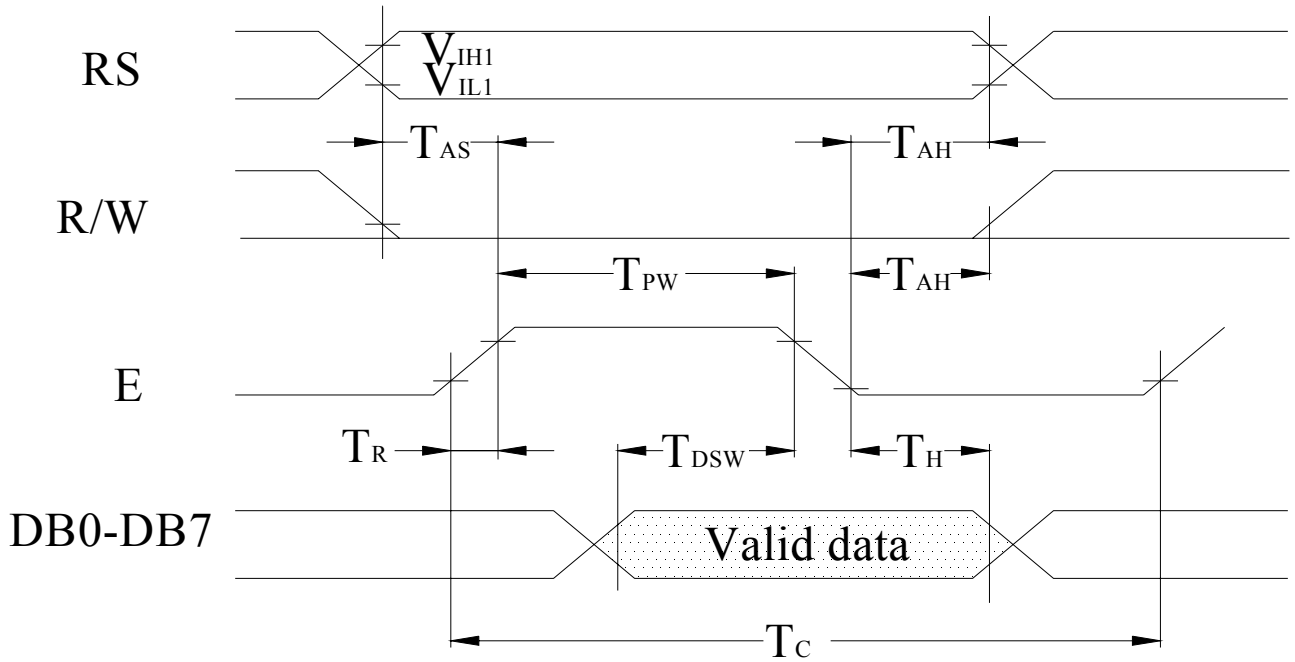 RS
VIH1
VIL1
TAS
TAH
R/W
TPW
TAH
E
TR
TDSW
TH
DB0-DB7
Valid data
TC